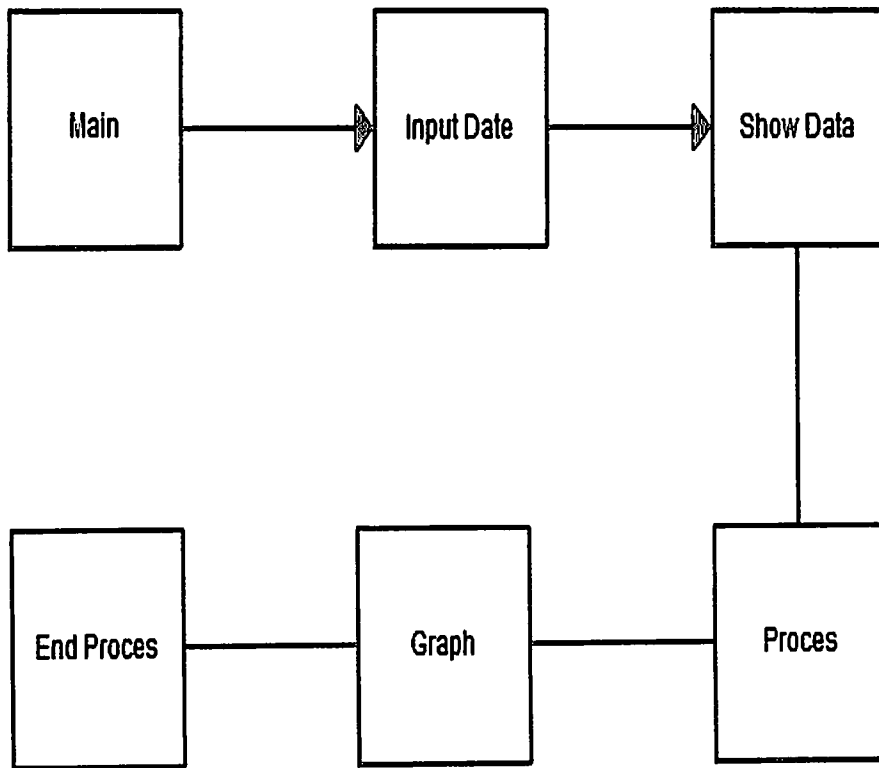 Main
Input Date
Show Data
End Proces
Graph
Proces